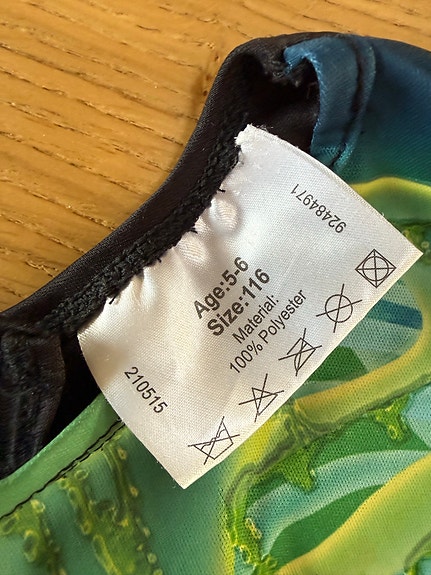 92484971
Age:5-6
Size:116
Material:
100% Polyester
210515